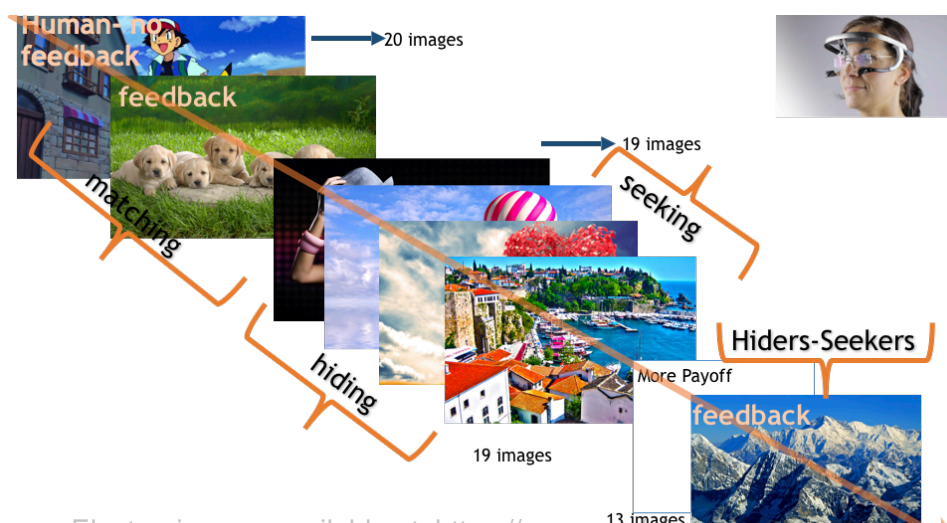 Human- no
feedback
20 images
feedback
19 images
matching
seeking
hiding
Hiders-Seekers
More Payoff
feedback
19 images
13 images